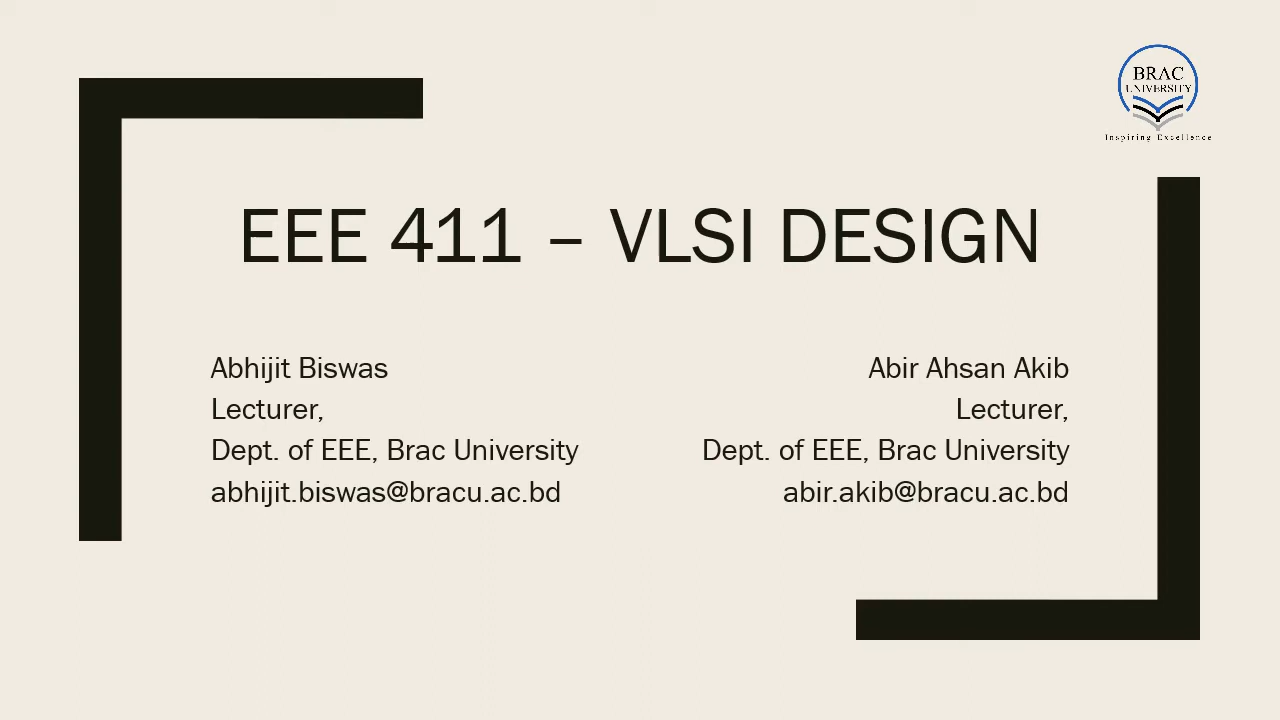 BRAC
UNIVERSITY
Inspiring Excellence
EEE 411 – VLSI DESIGN
Abhijit Biswas
Lecturer,
Dept. of EEE, Brac University
abhijit.biswas@bracu.ac.bd
Abir Ahsan Akib
Lecturer,
Dept. of EEE, Brac University
abir.akib@bracu.ac.bd